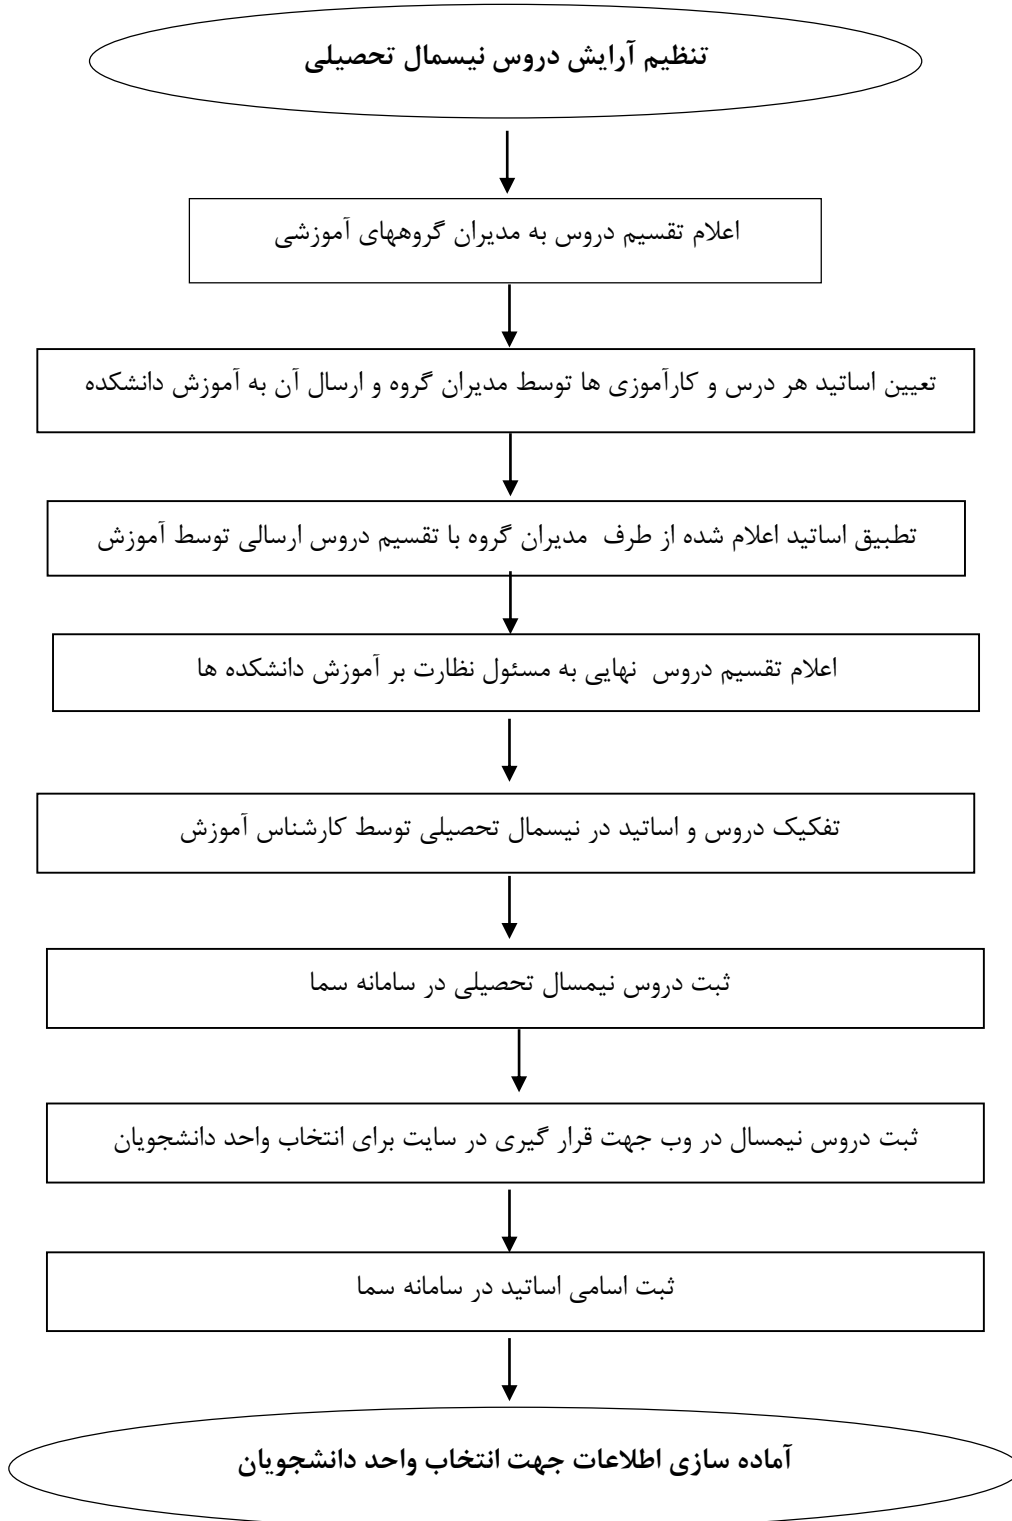 تنظیم آرایش دروس نیسمال تحصیلی
اعلام تقسیم دروس به مدیران گروههای آموزشی
تعیین اساتید هر درس و کارآموزی ها توسط مدیران گروه و ارسال آن به آموزش دانشکده
تطبیق اساتید اعلام شده از طرف مدیران گروه با تقسیم دروس ارسالی توسط آموزش
اعلام تقسیم دروس نهایی به مسئول نظارت بر آموزش دانشکده ها
تفکیک دروس و اساتید در نیسمال تحصیلی توسط کارشناس آموزش
ثبت دروس نیمسال تحصیلی در سامانه سما
ثبت دروس نیمسال در وب جهت قرار گیری در سایت برای انتخاب واحد دانشجویان
ثبت اسامی اساتید در سامانه سما
آماده سازی اطلاعات جهت انتخاب واحد دانشجویان